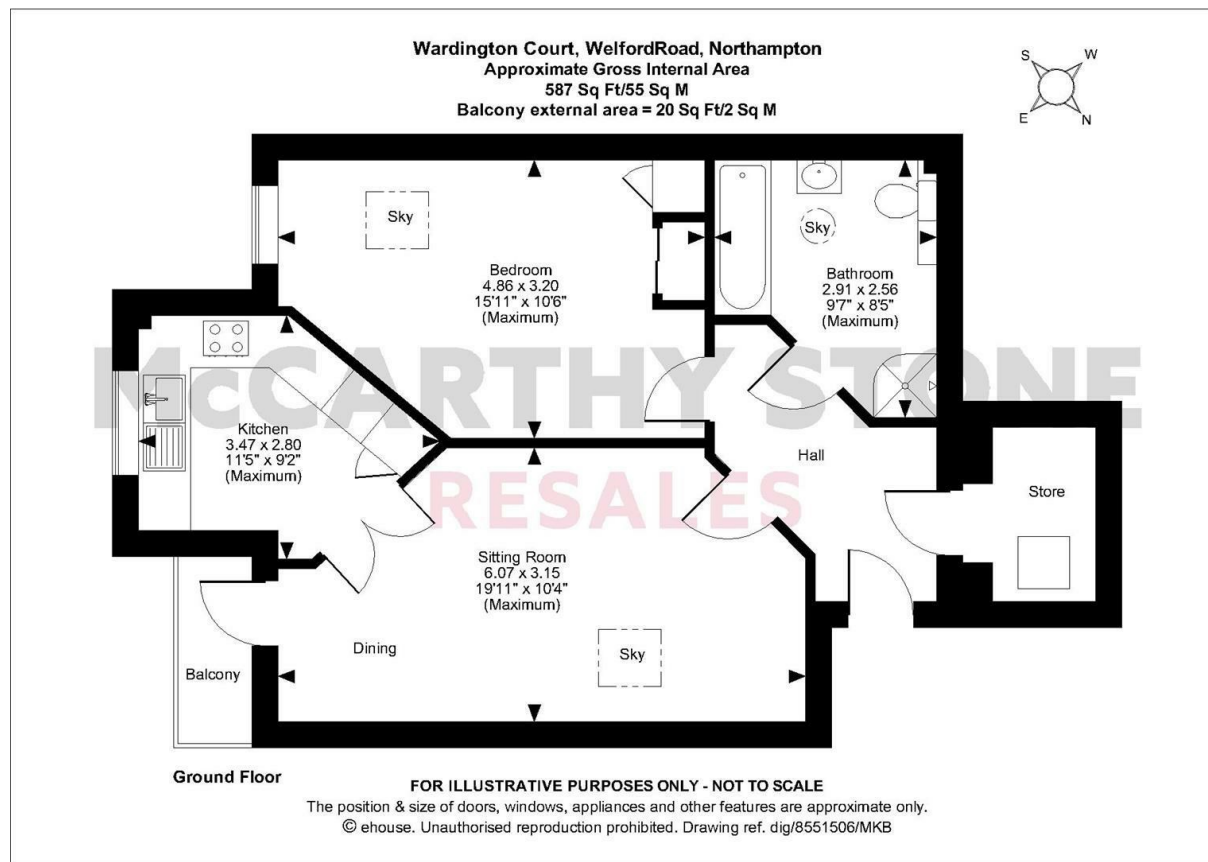 Wardington Court, WelfordRoad, Northampton
Approximate Gross Internal Area
587 Sq Ft/55 Sq M
Balcony external area = 20 Sq Ft/2 Sq M
S
W
E
N
Sky
Bedroom
4.86 x 3.20
15'11" x 10'6"
(Maximum)
Sky
Bathroom
2.91 x 2.56
9'7" x 8'5"
(Maximum)
McCARTHY STONE
RESALES
Kitchen
3.47 x 2.80
11'5" x 9'2"
(Maximum)
Hall
Store
Sitting Room
6.07 x 3.15
19'11" x 10'4"
(Maximum)
Dining
Sky
Balcony
Ground Floor
FOR ILLUSTRATIVE PURPOSES ONLY - NOT TO SCALE
The position & size of doors, windows, appliances and other features are approximate only.
© ehouse. Unauthorised reproduction prohibited. Drawing ref. dig/8551506/MKB